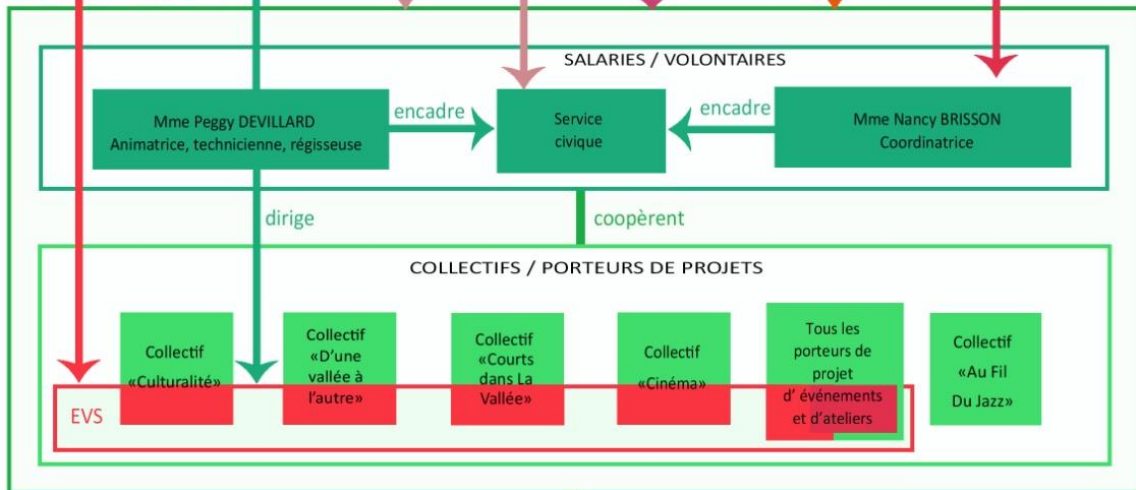 SALARIES / VOLONTAIRES
Mme Peggy DEVILLARD
Animatrice, technicienne, régisseuse
encadre
Service
civique
encadre
Mme Nancy BRISSON
Coordinatrice
dirige
coopèrent
COLLECTIFS / PORTEURS DE PROJETS
Collectif
«Culturalité»
Collectif
«D'une
vallée à
l'autre»
Collectif
«Courts
dans La
Vallée»
Collectif
«Cinéma»
Tous les
porteurs de
projet
d' événements
et d'ateliers
Collectif
«Au Fil
Du Jazz»
EVS